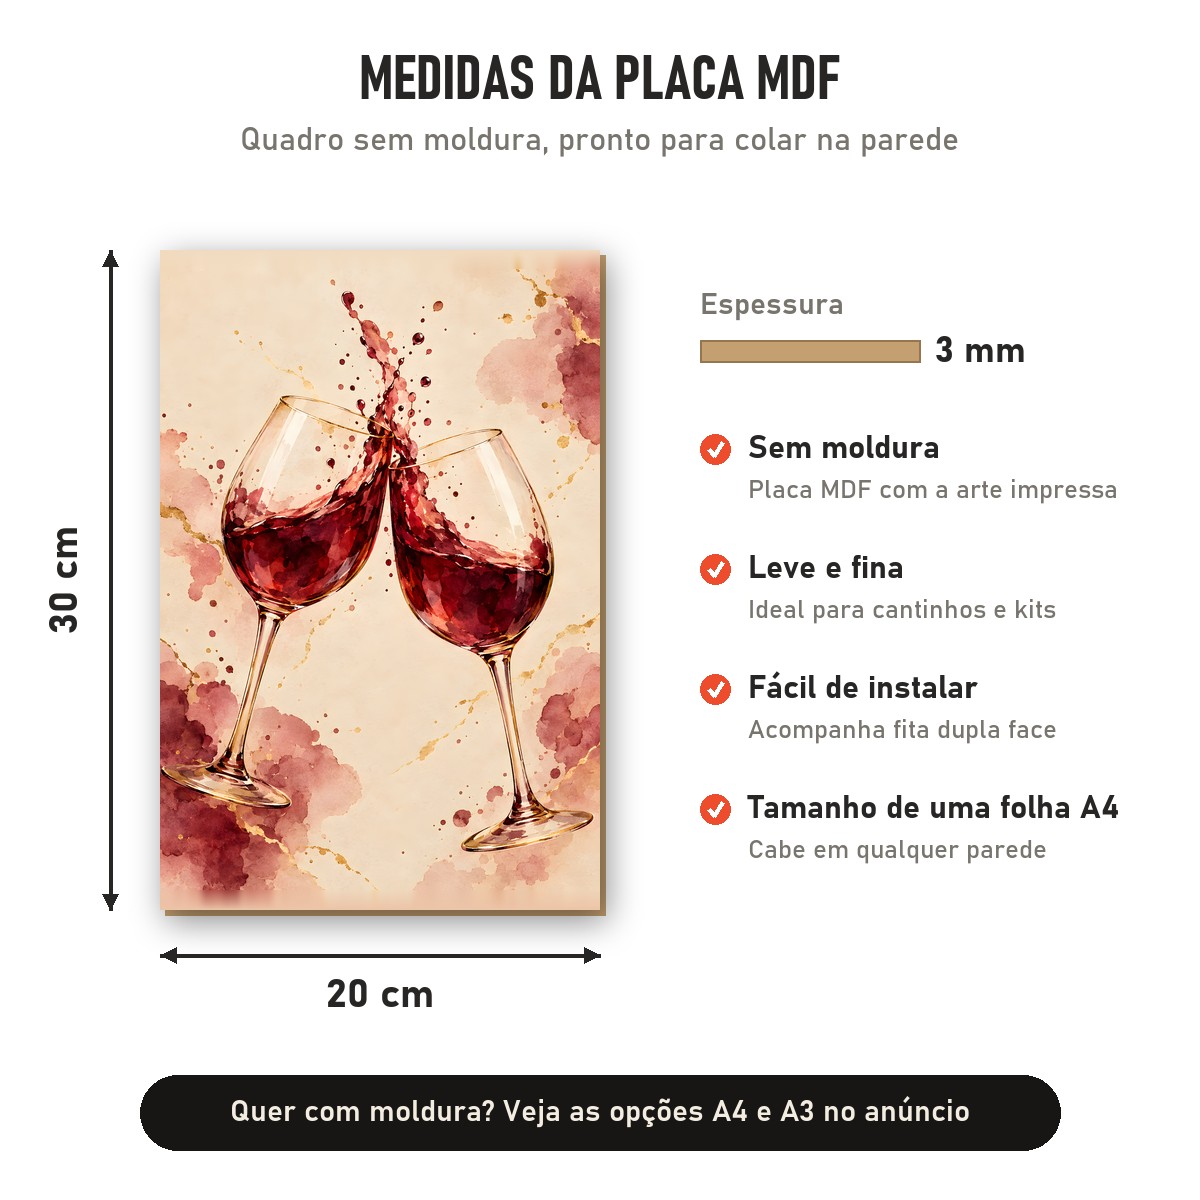 MEDIDAS DA PLACA MDF
Quadro sem moldura, pronto para colar na parede
30 cm
20 cm
Espessura
3 mm
Sem moldura
Placa MDF com a arte impressa
Leve e fina
Ideal para cantinhos e kits
Fácil de instalar
Acompanha fita dupla face
Tamanho de uma folha A4
Cabe em qualquer parede
Quer com moldura? Veja as opções A4 e A3 no anúncio